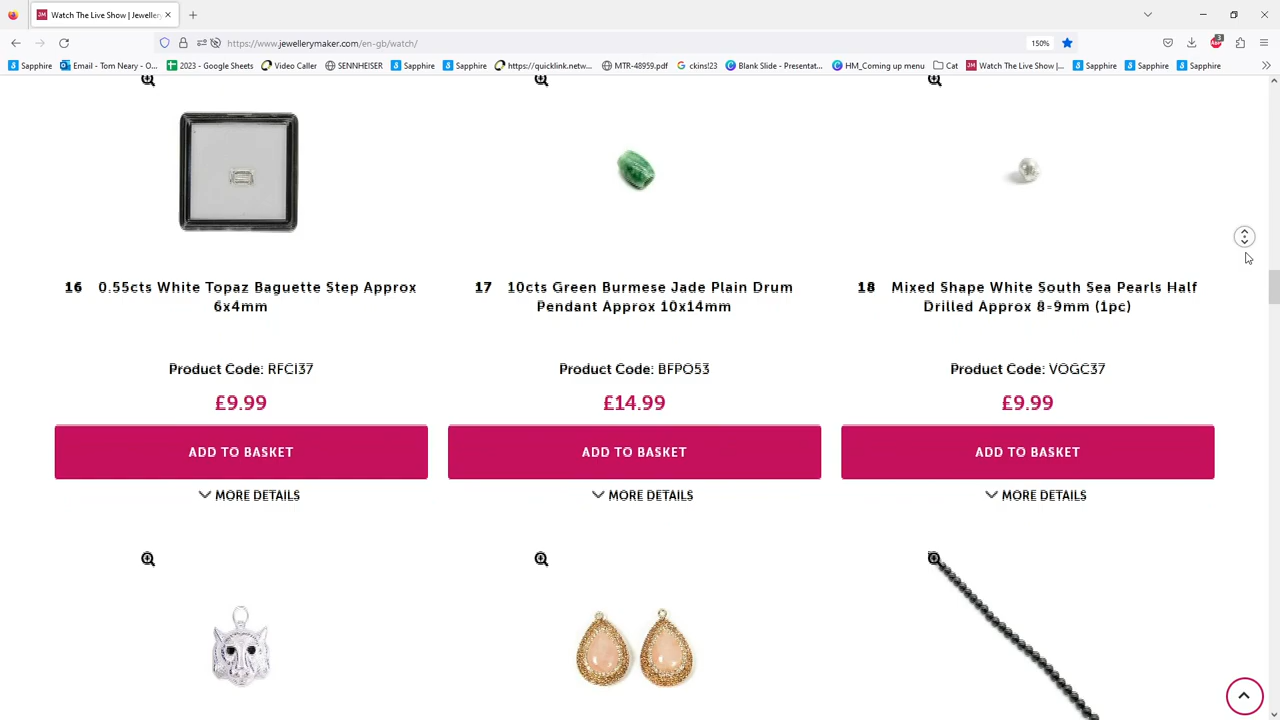 Watch The Live Show | Jeweller
https://www.jewellerymaker.com/en-gb/watch/
150%
3
Sapphire
Email - Tom Neary - O...
2023 - Google Sheets
Video Caller
SENNHEISER
Sapphire
Sapphire
https://quicklink.netw...
MTR-48959.pdf
ckins!23
Blank Slide - Presentat...
HM_Coming up menu
Cat
Watch The Live Show |...
Sapphire
Sapphire
Sapphire
16 0.55cts White Topaz Baguette Step Approx
6x4mm
Product Code: RFCI37
£9.99
ADD TO BASKET
MORE DETAILS
17 10cts Green Burmese Jade Plain Drum
Pendant Approx 10x14mm
Product Code: BFPO53
£14.99
ADD TO BASKET
MORE DETAILS
18 Mixed Shape White South Sea Pearls Half
Drilled Approx 8-9mm (1pc)
Product Code: VOGC37
£9.99
ADD TO BASKET
MORE DETAILS